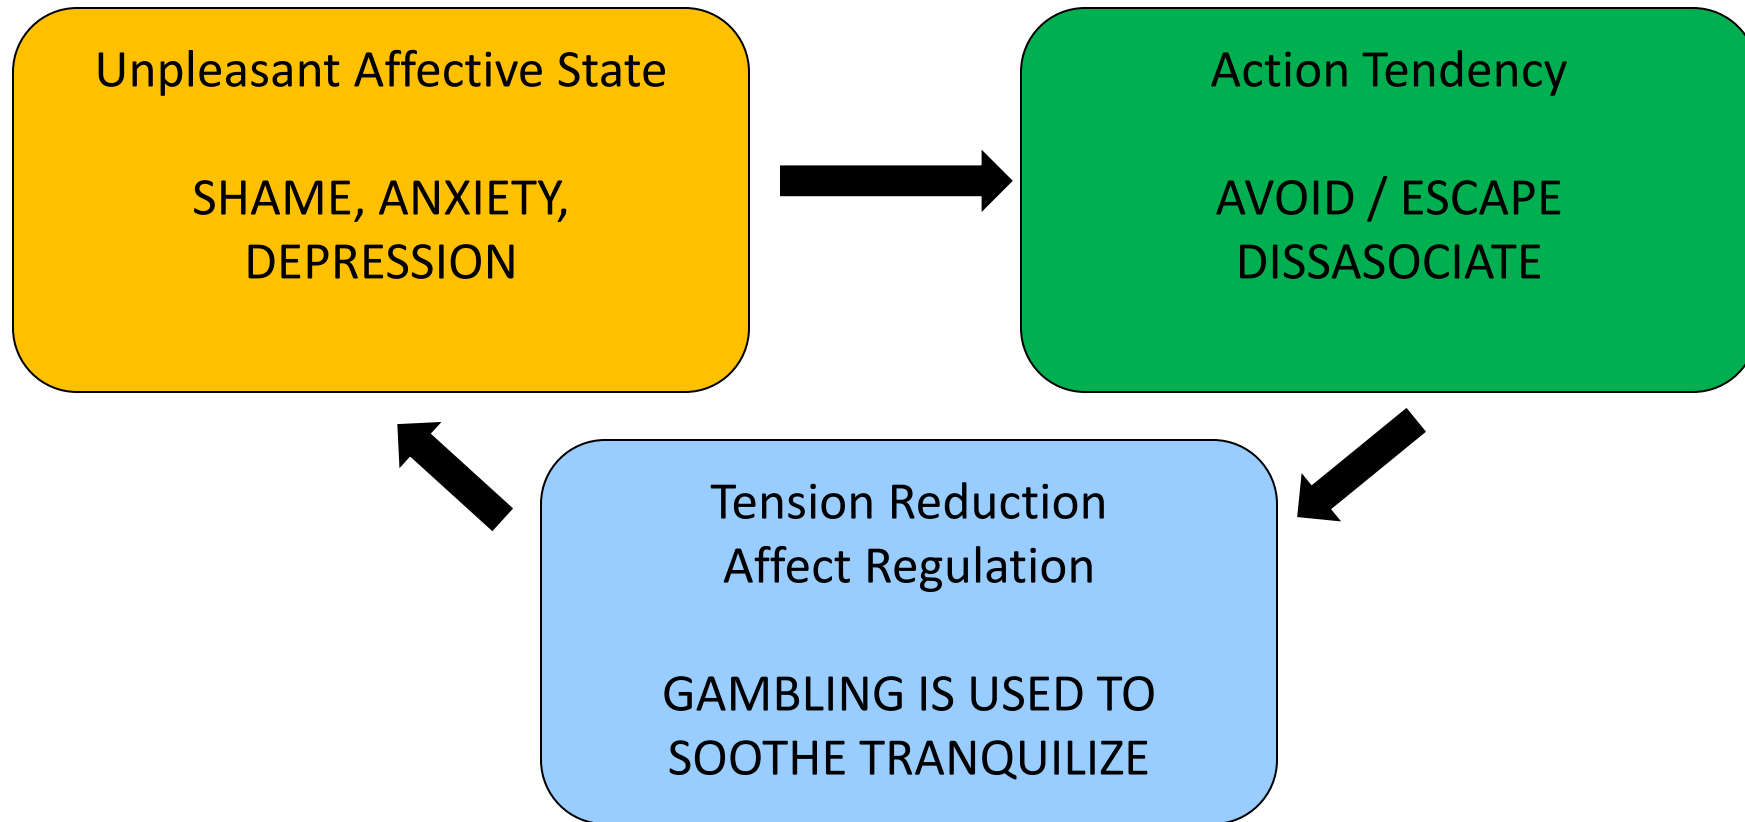 Unpleasant Affective State
SHAME, ANXIETY,
DEPRESSION
Action Tendency
AVOID / ESCAPE
DISSASOCIATE
Tension Reduction
Affect Regulation
GAMBLING IS USED TO
SOOTHE TRANQUILIZE